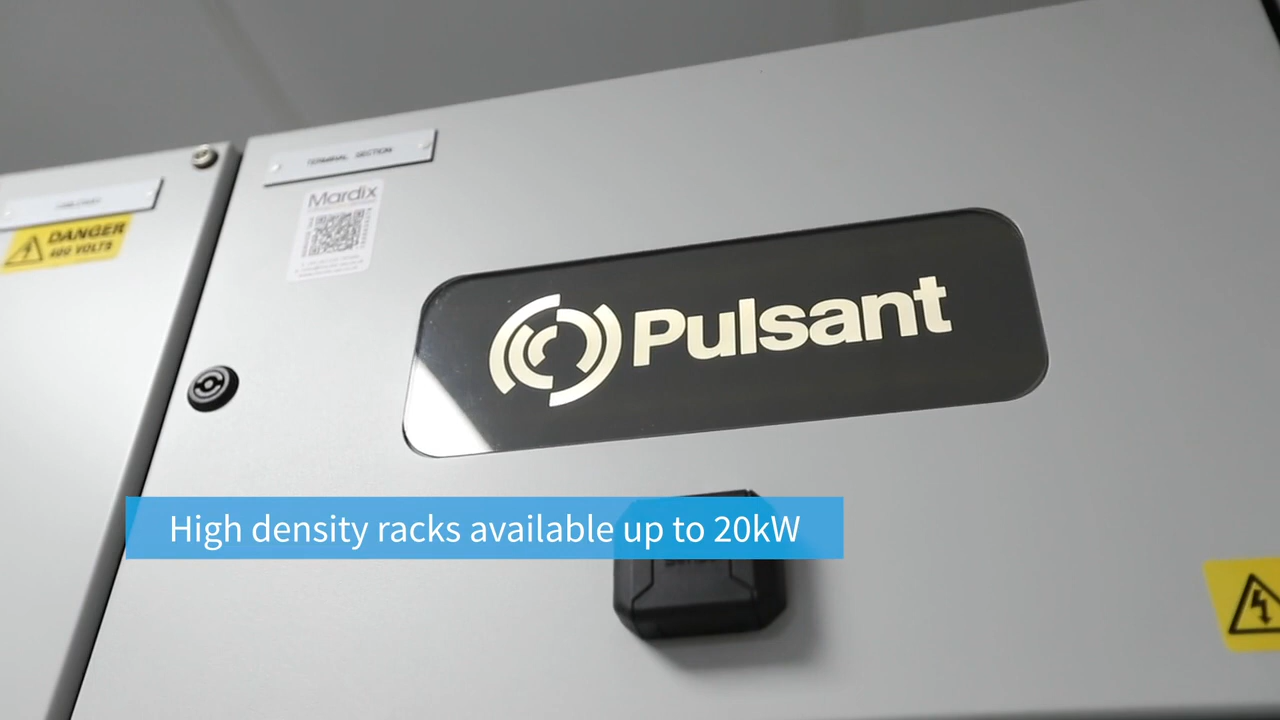 TERMINAL SECTION
Mardix
DANGER
400 VOLTS
Pulsant
High density racks available up to 20kW